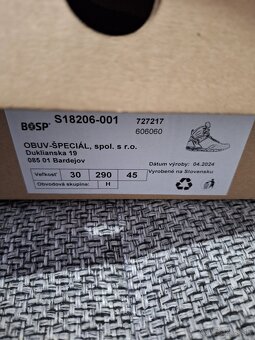 BOSP® S18206-001 727217
606060
OBUV-ŠPECIÁL, spol. s r.o.
Duklianska 19
085 01 Bardejov
Dátum výroby: 04.2024
Veľkosť: 30 290 45 Vyrobené na Slovensku
Obvodová skupina: H